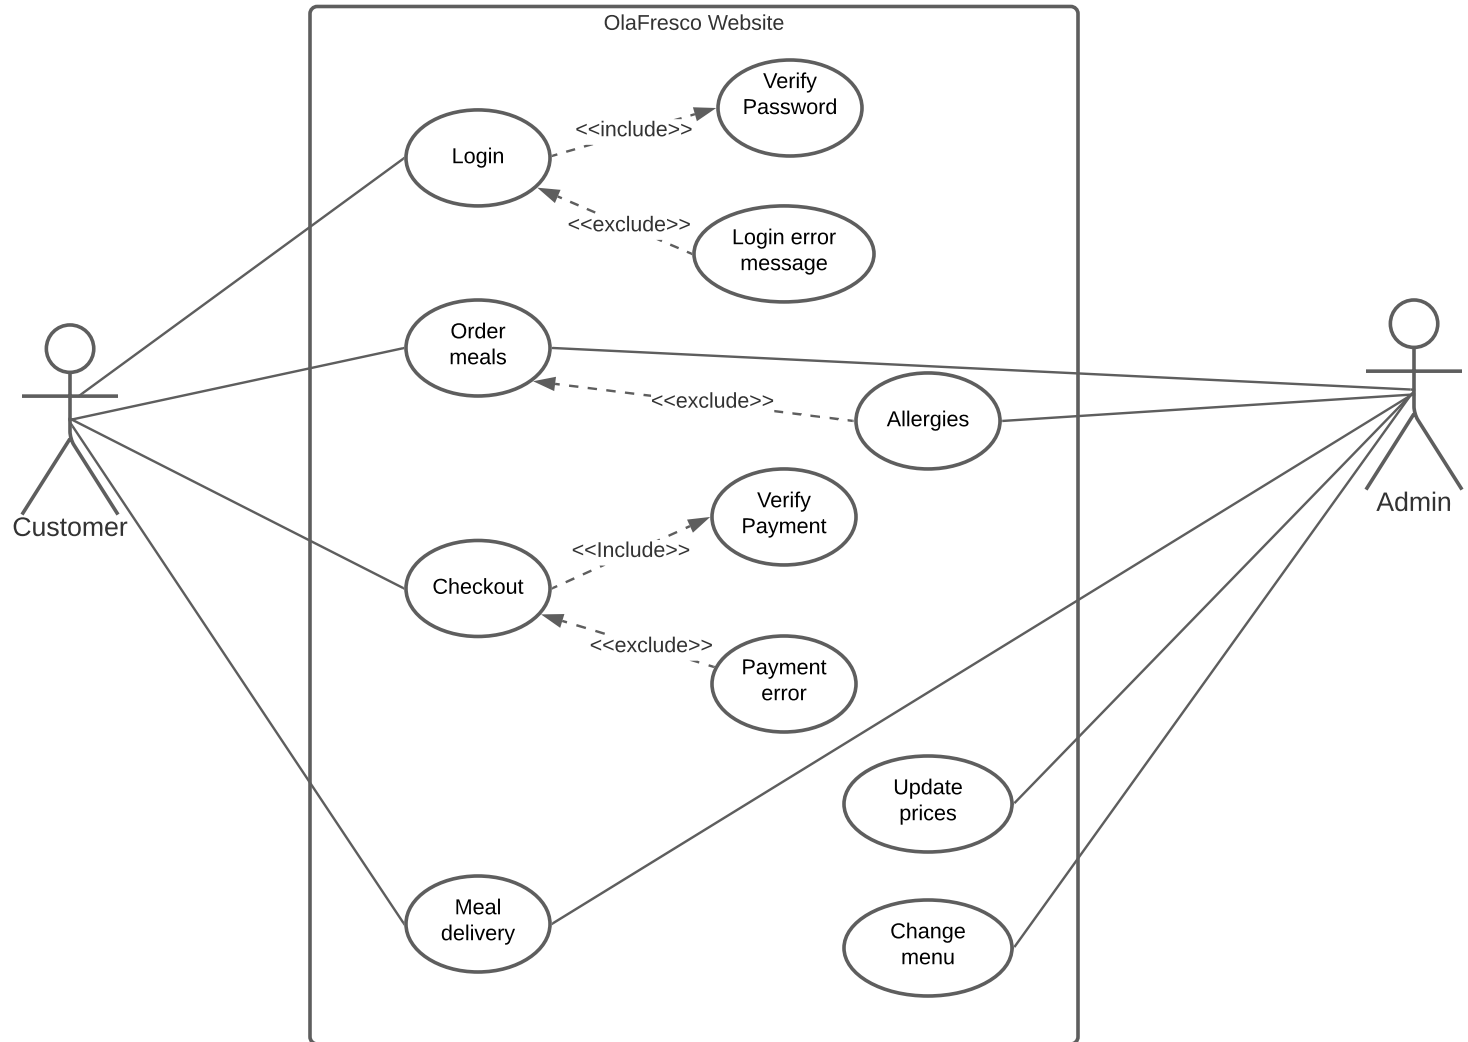 OlaFresco Website
Verify
Password
<<include>>
Login
<<exclude>>
Login error
message
Order
meals
<<exclude>>
Allergies
Customer
Admin
Verify
Payment
<<Include>>
Checkout
<<exclude>>
Payment
error
Update
prices
Meal
delivery
Change
menu